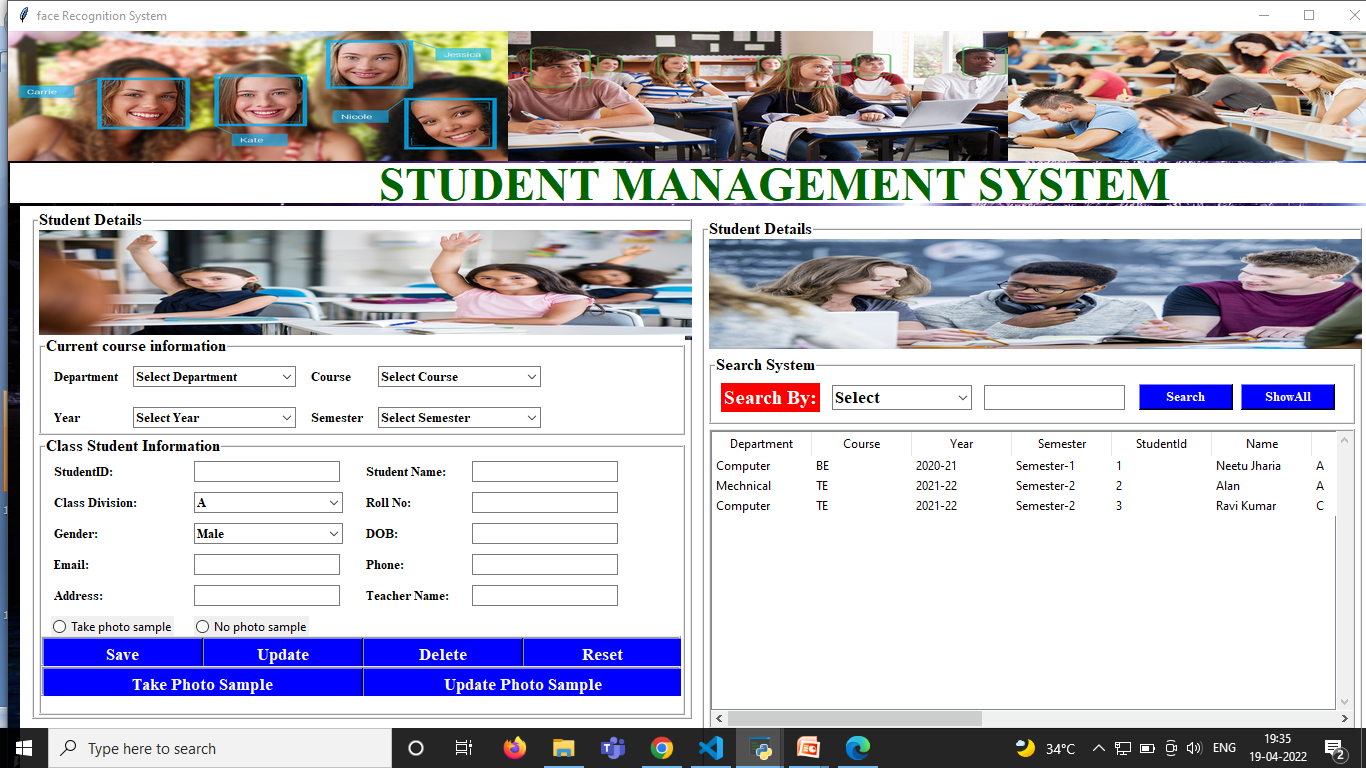 face Recognition System
Jessica
Carrie
Nicole
Kate
STUDENT MANAGEMENT SYSTEM
Student Details
Current course information
Department Select Department Course Select Course
Year Select Year Semester Select Semester
Class Student Information
StudentID: Student Name:
Class Division: A Roll No:
Gender: Male DOB:
Email: Phone:
Address: Teacher Name:
Take photo sample No photo sample
Save Update Delete Reset
Take Photo Sample Update Photo Sample
Student Details
Search System
Search By: Select Search ShowAll
Department Course Year Semester StudentId Name
Computer BE 2020-21 Semester-1 1 Neetu Jharia A
Mechnical TE 2021-22 Semester-2 2 Alan A
Computer TE 2021-22 Semester-2 3 Ravi Kumar C
Type here to search
34°C
ENG
19:35
19-04-2022
2